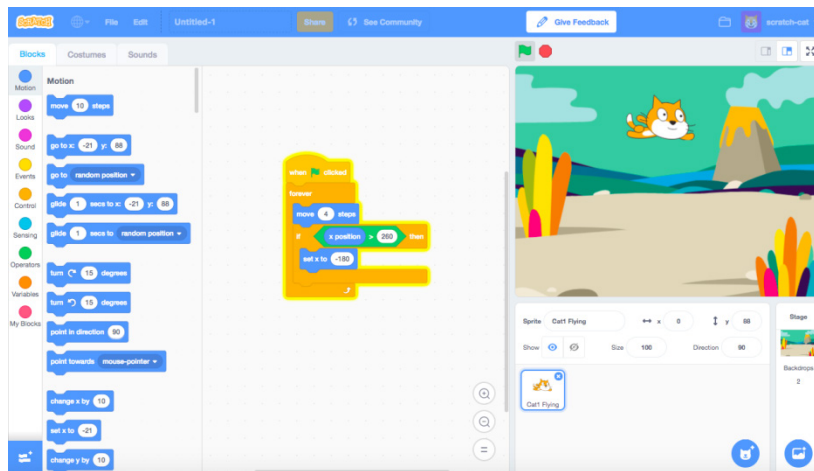 SCRATCH File Edit Untitled-1 Share See Community Give Feedback scratch-cat
Blocks Costumes Sounds
Motion
Looks
Sound
Events
Control
Sensing
Operators
Variables
My Blocks
Motion
move 10 steps
go to x: -21 y: 88
go to random position
glide 1 secs to x: -21 y: 88
glide 1 secs to random position
turn 15 degrees
turn 15 degrees
point in direction 90
point towards mouse-pointer
change x by 10
set x to -21
change y by 10
when clicked
forever
move 4 steps
if x position > 260 then
set x to -180
Sprite Cat1 Flying x 0 y 88
Show Size 100 Direction 90
Cat1 Flying
Stage
Backdrops
2